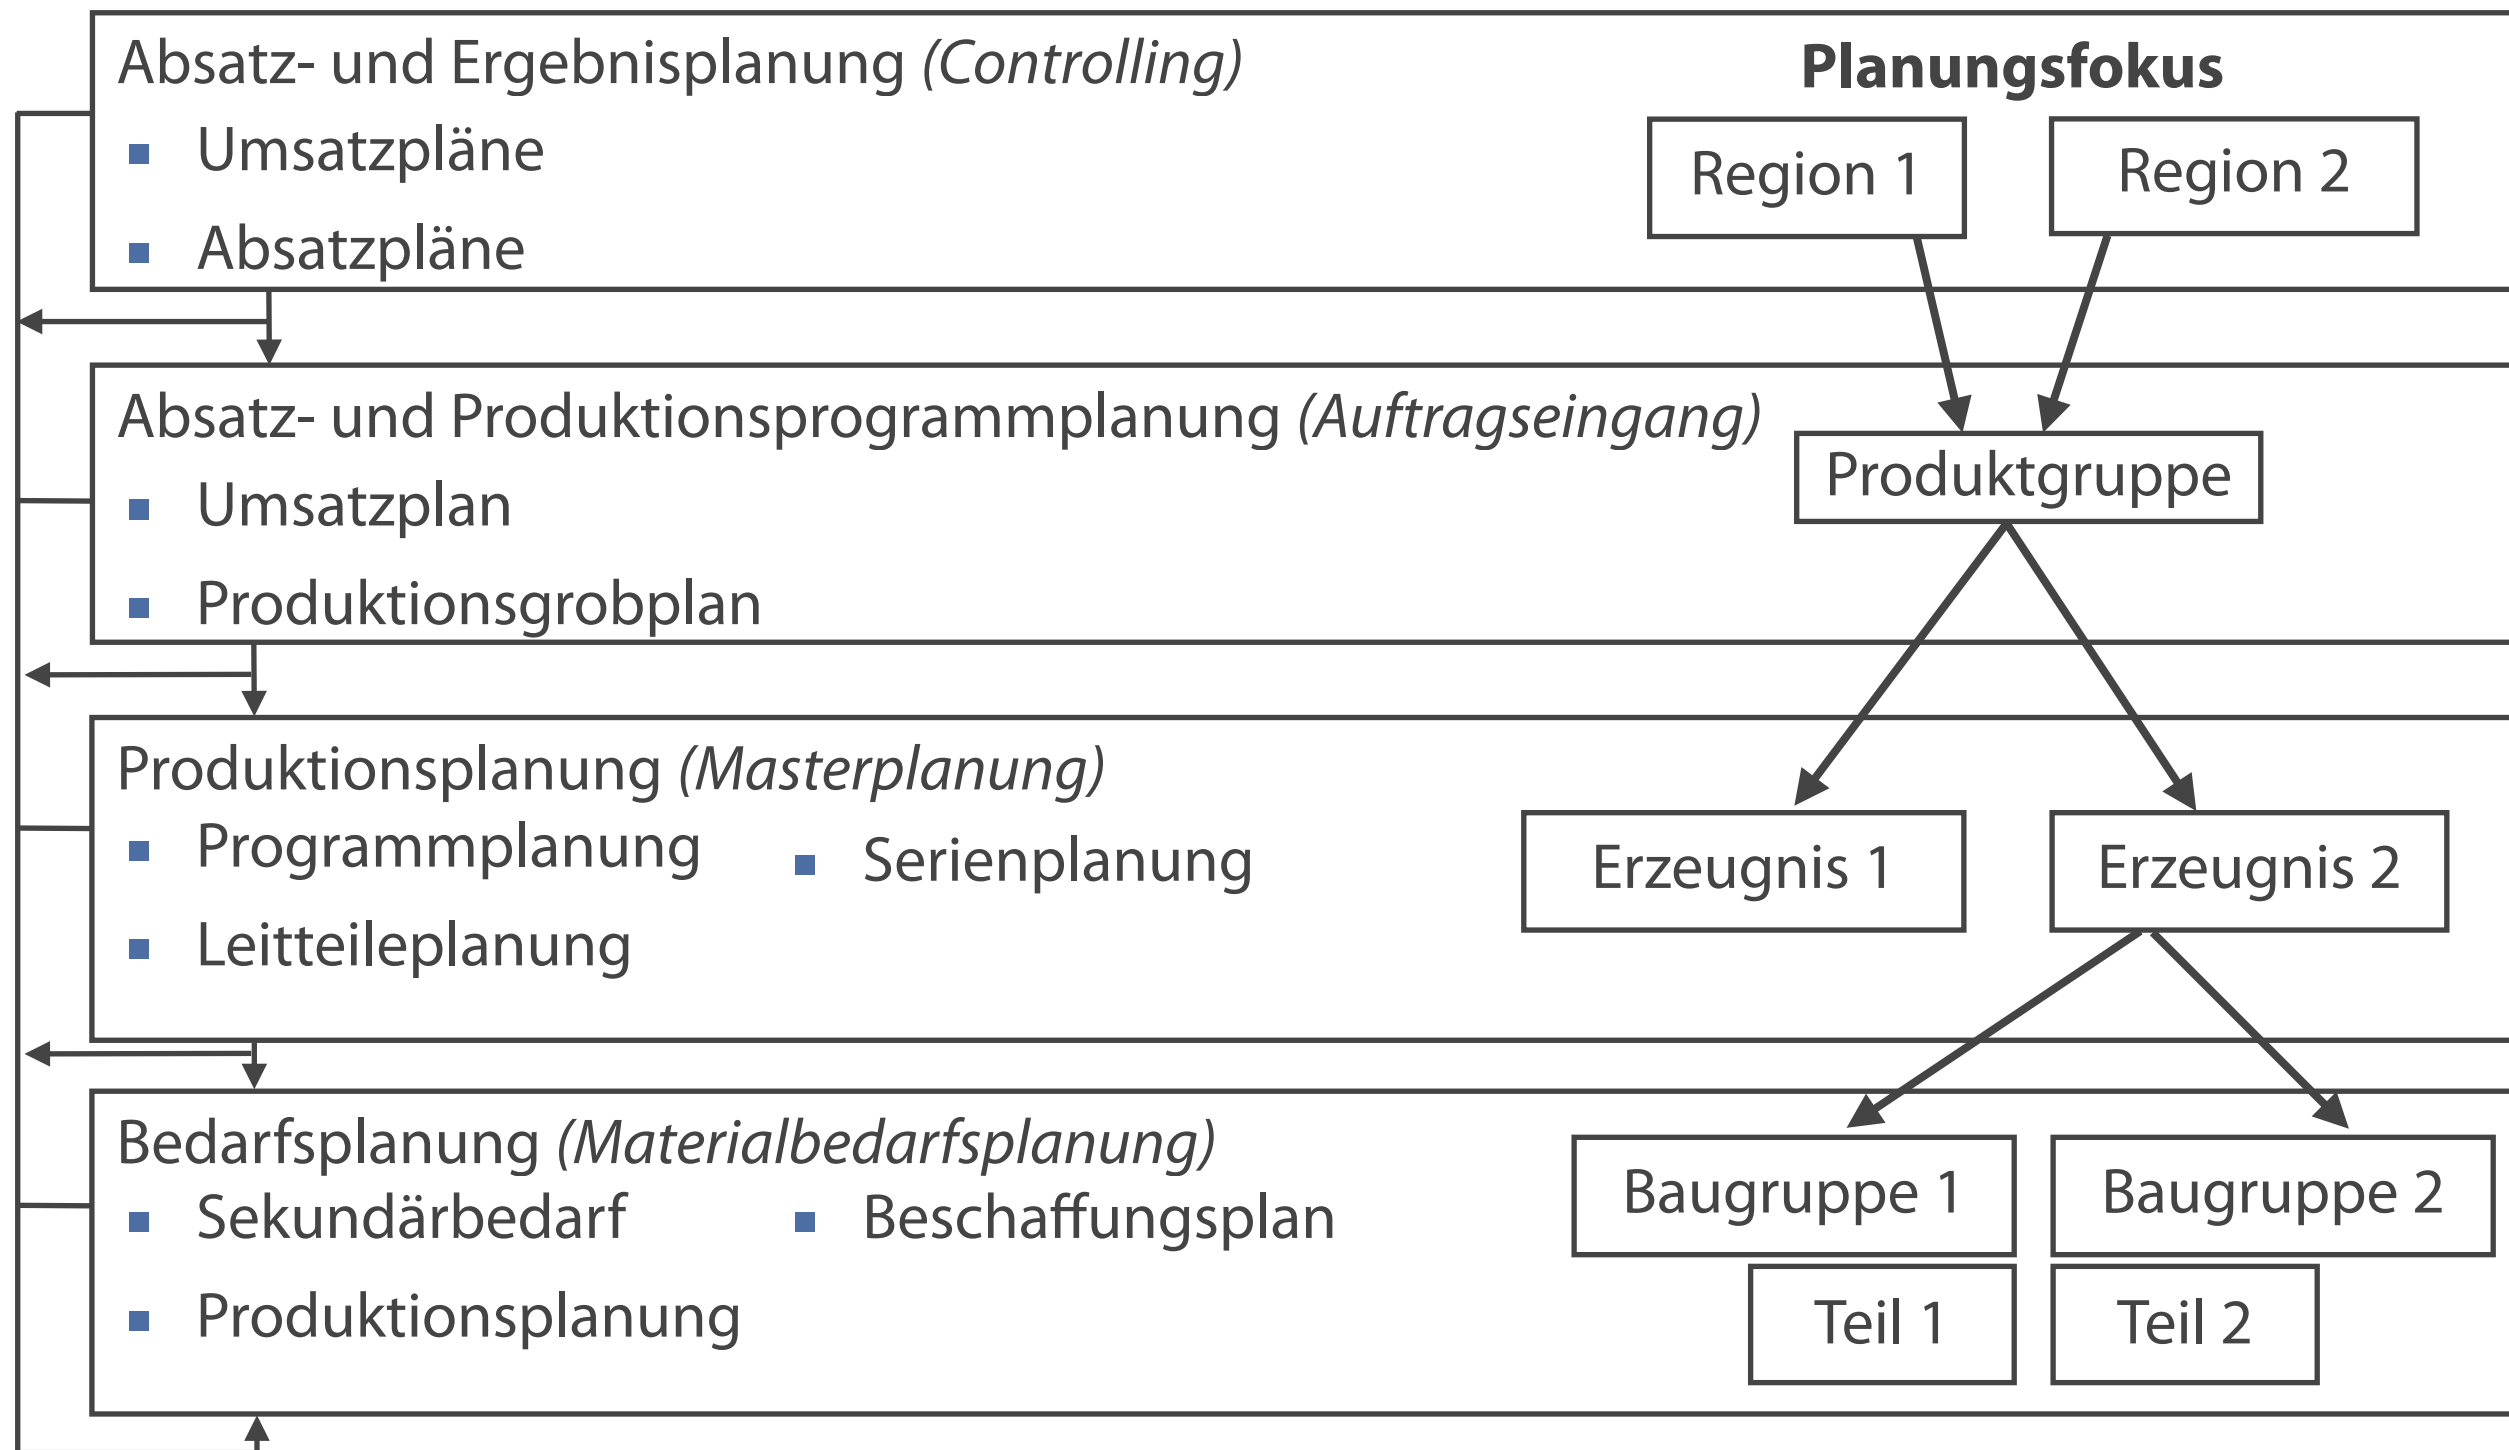 Absatz- und Ergebnisplanung (Controlling)
Planungsfokus
Umsatzpläne
Absatzpläne
Region 1
Region 2
Absatz- und Produktionsprogrammplanung (Auftragseingang)
Umsatzplan
Produktionsgrobplan
Produktgruppe
Produktionsplanung (Masterplanung)
Programmplanung
Serienplanung
Leitteileplanung
Erzeugnis 1
Erzeugnis 2
Bedarfsplanung (Materialbedarfsplanung)
Sekundärbedarf
Beschaffungsplan
Produktionsplanung
Baugruppe 1
Baugruppe 2
Teil 1
Teil 2